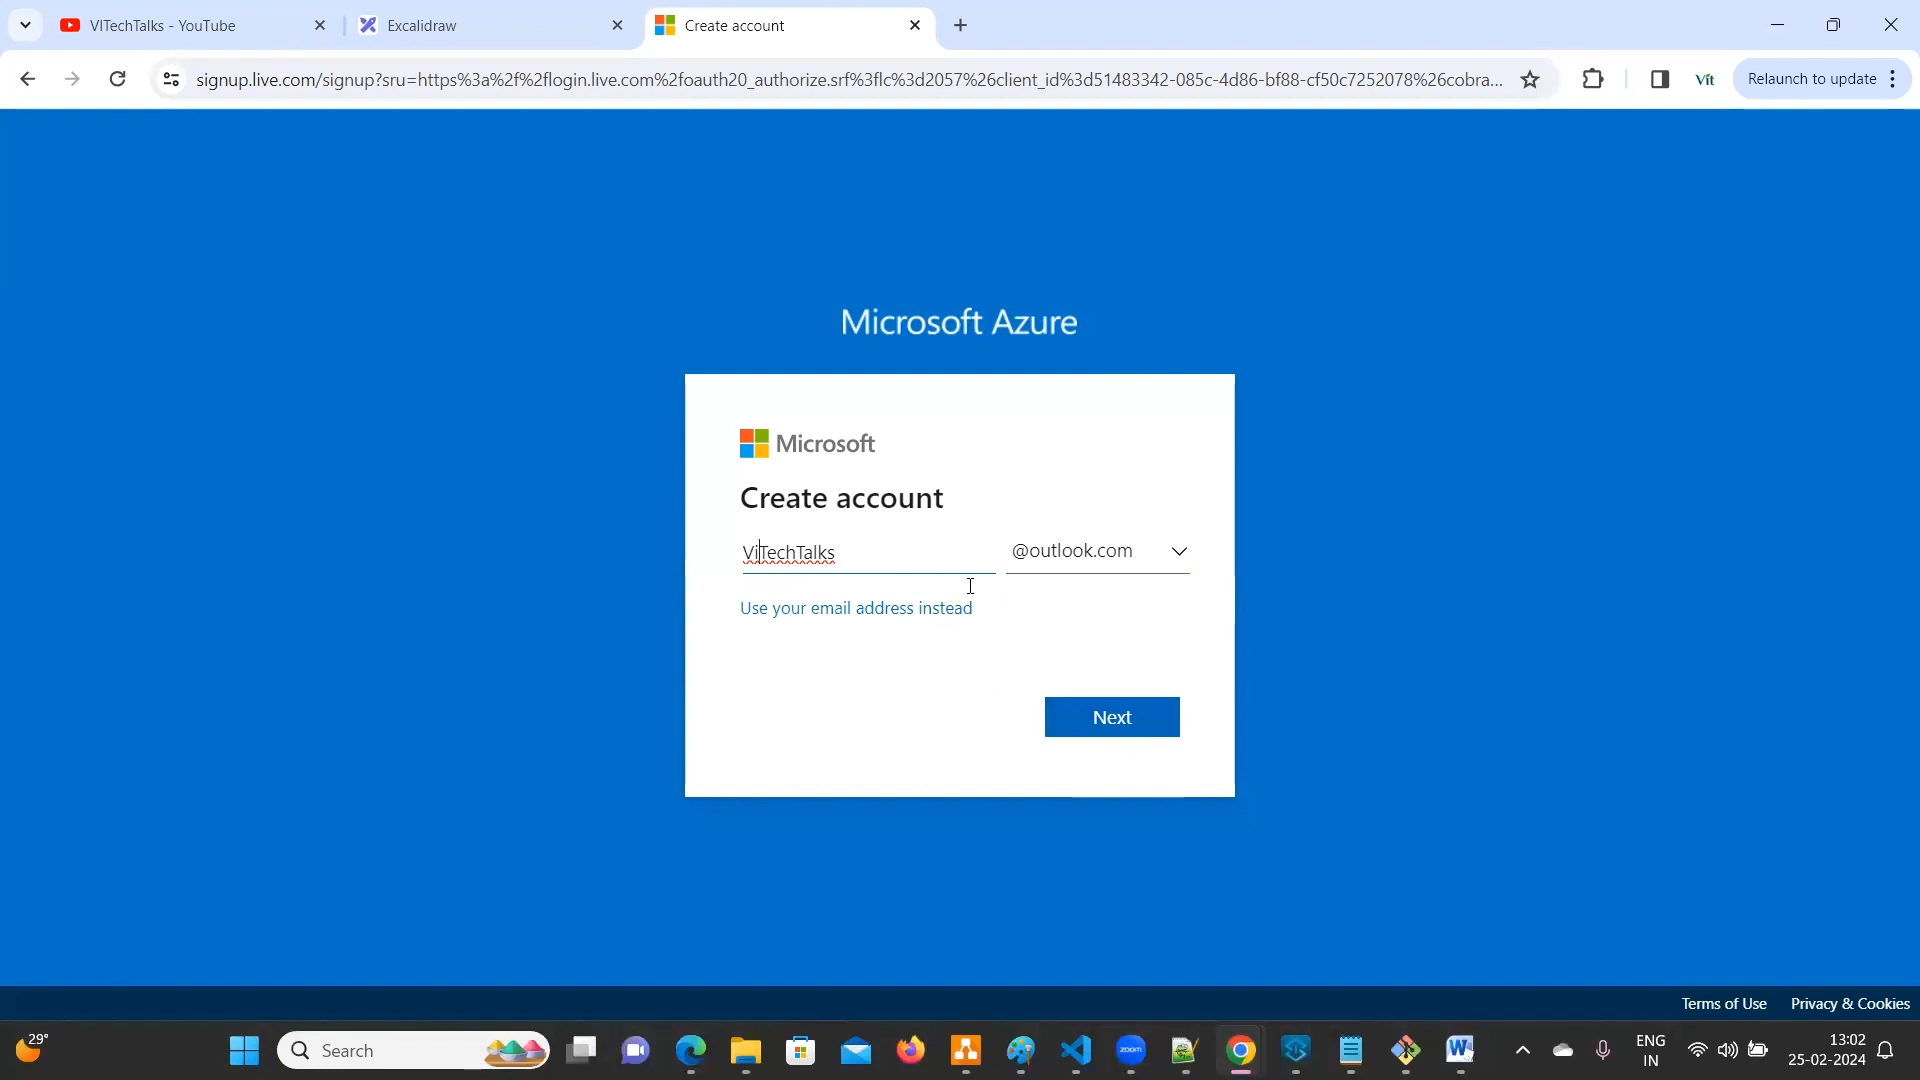 VITechTalks - YouTube
Excalidraw
Create account
signup.live.com/signup?sru=https%3a%2f%2flogin.live.com%2foauth20_authorize.srf%3flc%3d2057%26client_id%3d51483342-085c-4d86-bf88-cf50c7252078%26cobra...
Vit
Relaunch to update
Microsoft Azure
Microsoft
Create account
ViTechTalks
@outlook.com
Use your email address instead
Next
Terms of Use
Privacy & Cookies
29°
Search
zoom
ENG
IN
13:02
25-02-2024